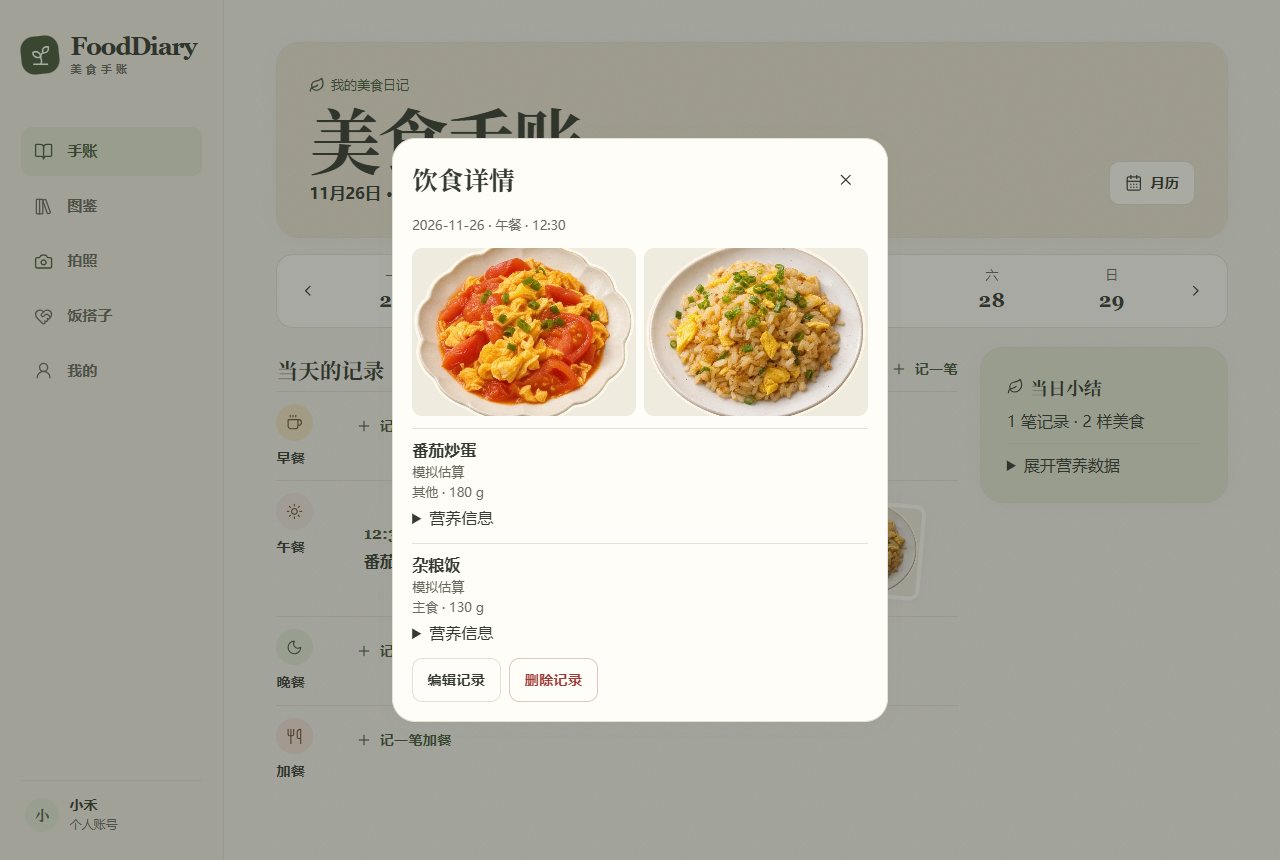 FoodDiary
美食手账
手账
图鉴
拍照
饭搭子
我的
小
小禾
个人账号
我的美食日记
美食手账
11月26日 •
月历
六
28
日
29
当天的记录
记一笔
早餐
午餐
晚餐
加餐
记一笔加餐
当日小结
1 笔记录 · 2 样美食
▶ 展开营养数据
饮食详情
2026-11-26 · 午餐 · 12:30
番茄炒蛋
模拟估算
其他 · 180 g
▶ 营养信息
杂粮饭
模拟估算
主食 · 130 g
▶ 营养信息
编辑记录
删除记录